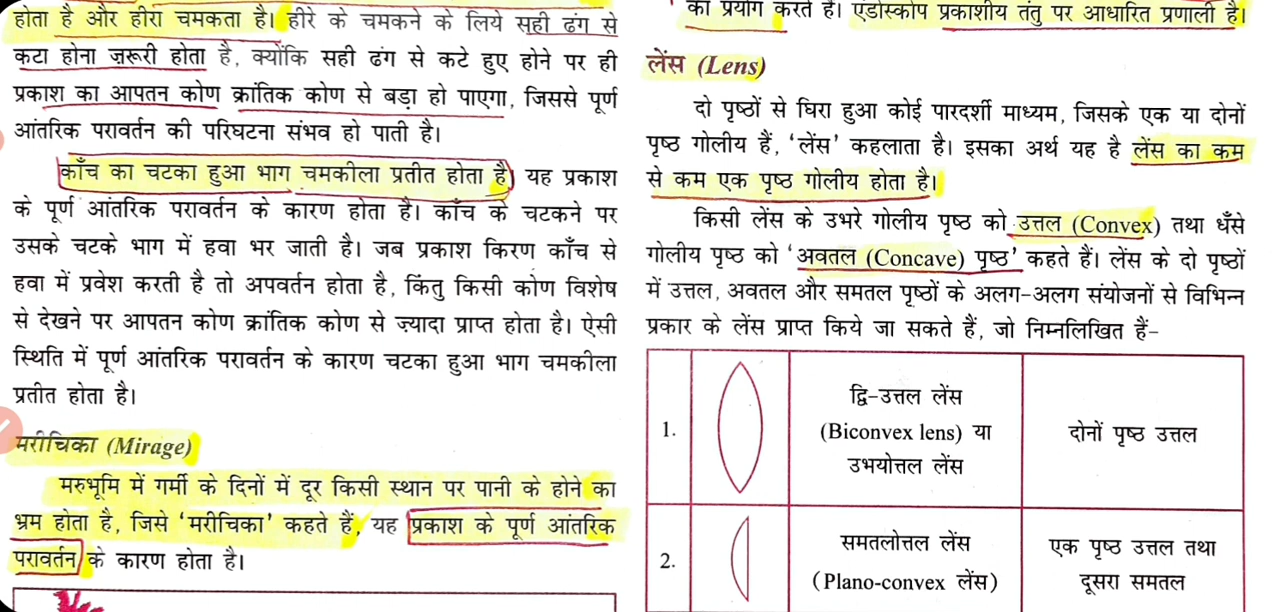 होता है और हीरा चमकता है। हीरे के चमकने के लिये सही ढंग से
कटा होना ज़रूरी होता है, क्योंकि सही ढंग से कटे हुए होने पर ही
प्रकाश का आपतन कोण क्रांतिक कोण से बड़ा हो पाएगा, जिससे पूर्ण
आंतरिक परावर्तन की परिघटना संभव हो पाती है।
काँच का चटका हुआ भाग चमकीला प्रतीत होता है। यह प्रकाश
के पूर्ण आंतरिक परावर्तन के कारण होता है। काँच के चटकने पर
उसके चटके भाग में हवा भर जाती है। जब प्रकाश किरण काँच से
हवा में प्रवेश करती है तो अपवर्तन होता है, किंतु किसी कोण विशेष
से देखने पर आपतन कोण क्रांतिक कोण से ज़्यादा प्राप्त होता है। ऐसी
स्थिति में पूर्ण आंतरिक परावर्तन के कारण चटका हुआ भाग चमकीला
प्रतीत होता है।
मरीचिका (Mirage)
मरुभूमि में गर्मी के दिनों में दूर किसी स्थान पर पानी के होने का
भ्रम होता है, जिसे ‘मरीचिका’ कहते हैं, यह प्रकाश के पूर्ण आंतरिक
परावर्तन के कारण होता है।
का प्रयोग करते हैं। एंडोस्कोप प्रकाशीय तंतु पर आधारित प्रणाली है।
लेंस (Lens)
दो पृष्ठों से घिरा हुआ कोई पारदर्शी माध्यम, जिसके एक या दोनों
पृष्ठ गोलीय हैं, ‘लेंस’ कहलाता है। इसका अर्थ यह है लेंस का कम
से कम एक पृष्ठ गोलीय होता है।
किसी लेंस के उभरे गोलीय पृष्ठ को उत्तल (Convex) तथा धँसे
गोलीय पृष्ठ को ‘अवतल (Concave) पृष्ठ’ कहते हैं। लेंस के दो पृष्ठों
में उत्तल, अवतल और समतल पृष्ठों के अलग-अलग संयोजनों से विभिन्न
प्रकार के लेंस प्राप्त किये जा सकते हैं, जो निम्नलिखित हैं-
1.
द्वि-उत्तल लेंस
(Biconvex lens) या
उभयोत्तल लेंस
दोनों पृष्ठ उत्तल
2.
समतलोत्तल लेंस
(Plano-convex लेंस)
एक पृष्ठ उत्तल तथा
दूसरा समतल